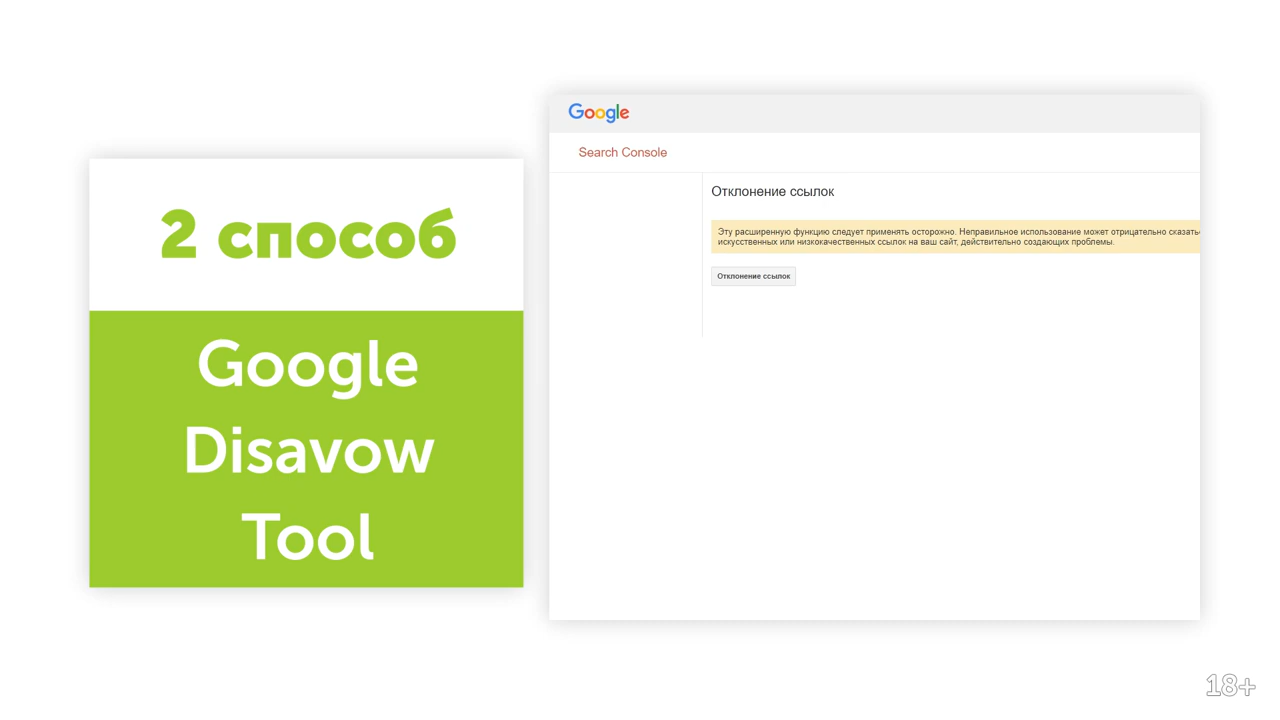 2 способ
Google
Disavow
Tool
Google
Search Console
Отклонение ссылок
Эту расширенную функцию следует применять осторожно. Неправильное использование может отрицательно сказать
искусственных или низкокачественных ссылок на ваш сайт, действительно создающих проблемы.
Отклонение ссылок
18+